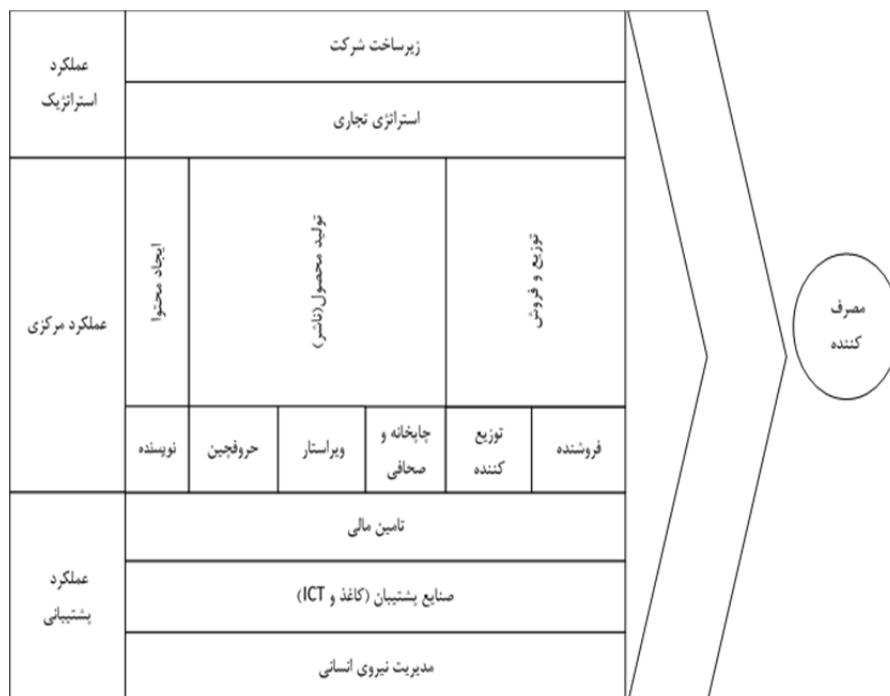 زیرساخت شرکت
عملکرد
استراتژیک
استراتژی تجاری
ایجاد محتوا
تولید محصول(ناشر)
توزیع و فروش
عملکرد مرکزی
مصرف
کننده
نویسنده
حروفچین
ویراستار
چاپخانه و
صحافی
توزیع
کننده
فروشنده
تامین مالی
عملکرد
پشتیبانی
صنایع پشتیبان (کاغذ و ICT)
مدیریت نیروی انسانی